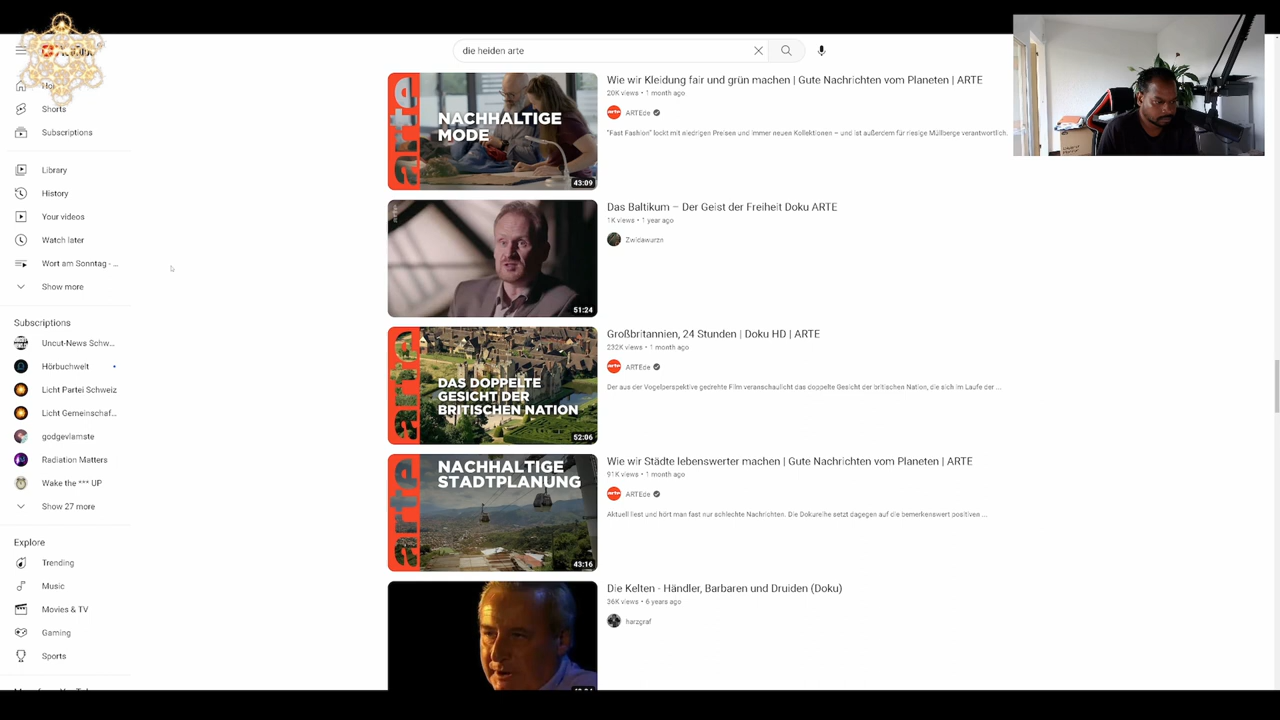 die heiden arte
Shorts
Subscriptions
Library
History
Your videos
Watch later
Wort am Sonntag - ...
Show more
Subscriptions
Uncut-News Schw...
Hörbuchwelt
Licht Partei Schweiz
Licht Gemeinschaf...
godgevlamste
Radiation Matters
Wake the *** UP
Show 27 more
Explore
Trending
Music
Movies & TV
Gaming
Sports
arte
NACHHALTIGE
MODE
43:09
Wie wir Kleidung fair und grün machen | Gute Nachrichten vom Planeten | ARTE
20K views • 1 month ago
arte
ARTEde
"Fast Fashion" lockt mit niedrigen Preisen und immer neuen Kollektionen – und ist außerdem für riesige Müllberge verantwortlich.
51:24
Das Baltikum – Der Geist der Freiheit Doku ARTE
1K views • 1 year ago
Zwidawurzn
arte
DAS DOPPELTE
GESICHT DER
BRITISCHEN NATION
52:06
Großbritannien, 24 Stunden | Doku HD | ARTE
232K views • 1 month ago
arte
ARTEde
Der aus der Vogelperspektive gedrehte Film veranschaulicht das doppelte Gesicht der britischen Nation, die sich im Laufe der ...
arte
NACHHALTIGE
STADTPLANUNG
43:16
Wie wir Städte lebenswerter machen | Gute Nachrichten vom Planeten | ARTE
91K views • 1 month ago
arte
ARTEde
Aktuell liest und hört man fast nur schlechte Nachrichten. Die Dokureihe setzt dagegen auf die bemerkenswert positiven ...
Die Kelten - Händler, Barbaren und Druiden (Doku)
36K views • 6 years ago
harzgraf